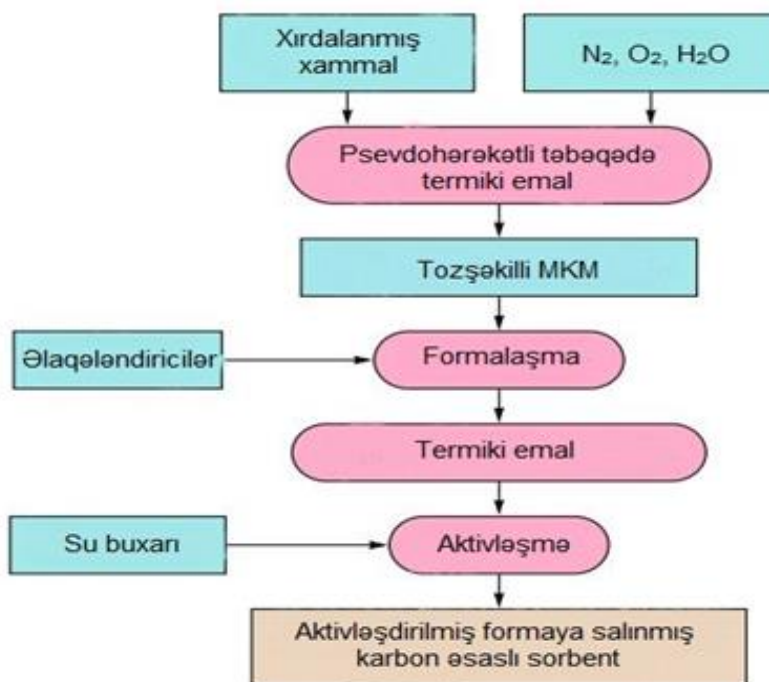 Xırdalanmış
xammal
N₂, O₂, H₂O
Psevdohərəkətli təbəqədə
termiki emal
Tozşəkilli MKM
Əlaqələndiricilər
Formalaşma
Termiki emal
Su buxarı
Aktivləşmə
Aktivləşdirilmiş formaya salınmış
karbon əsaslı sorbent